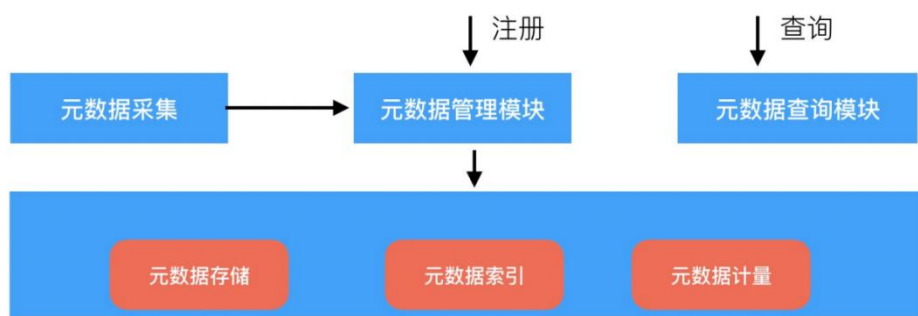 注册
查询
元数据采集
元数据管理模块
元数据查询模块
元数据存储
元数据索引
元数据计量